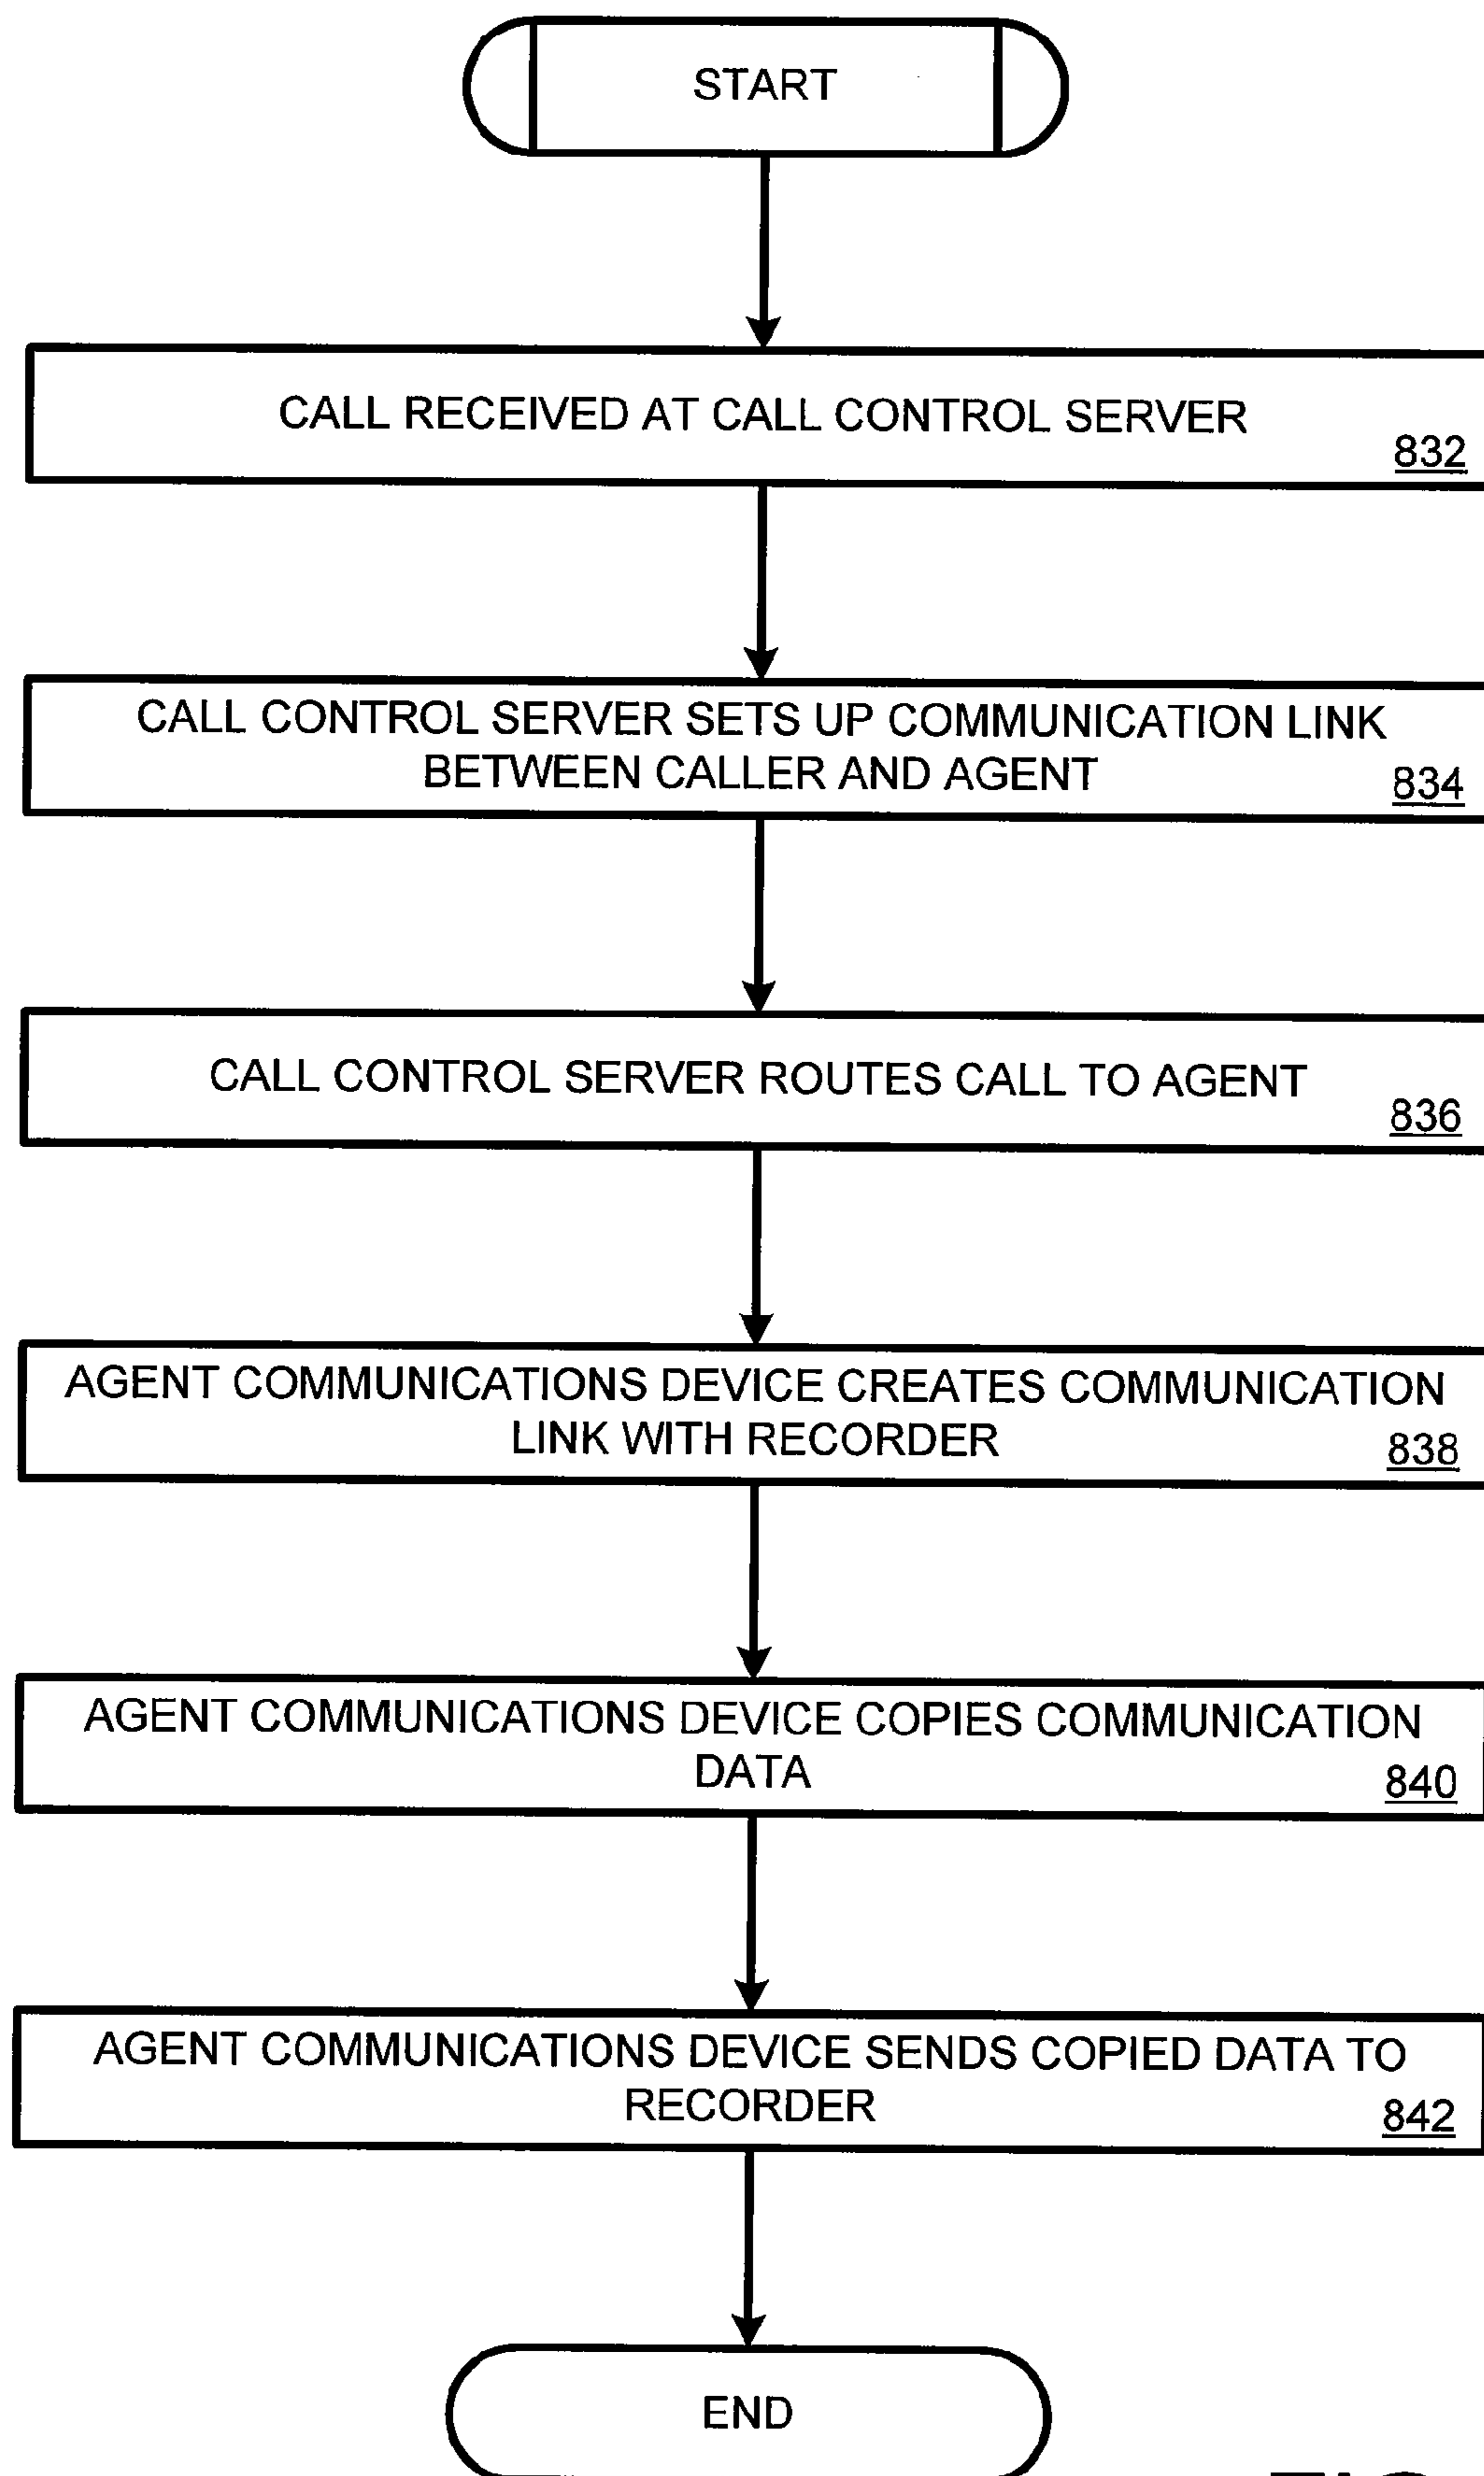 START
CALL RECEIVED AT CALL CONTROL SERVER
832
CALL CONTROL SERVER SETS UP COMMUNICATION LINK
BETWEEN CALLER AND AGENT
834
CALL CONTROL SERVER ROUTES CALL TO AGENT
836
AGENT COMMUNICATIONS DEVICE CREATES COMMUNICATION
LINK WITH RECORDER
838
AGENT COMMUNICATIONS DEVICE COPIES COMMUNICATION
DATA
840
AGENT COMMUNICATIONS DEVICE SENDS COPIED DATA TO
RECORDER
842
END